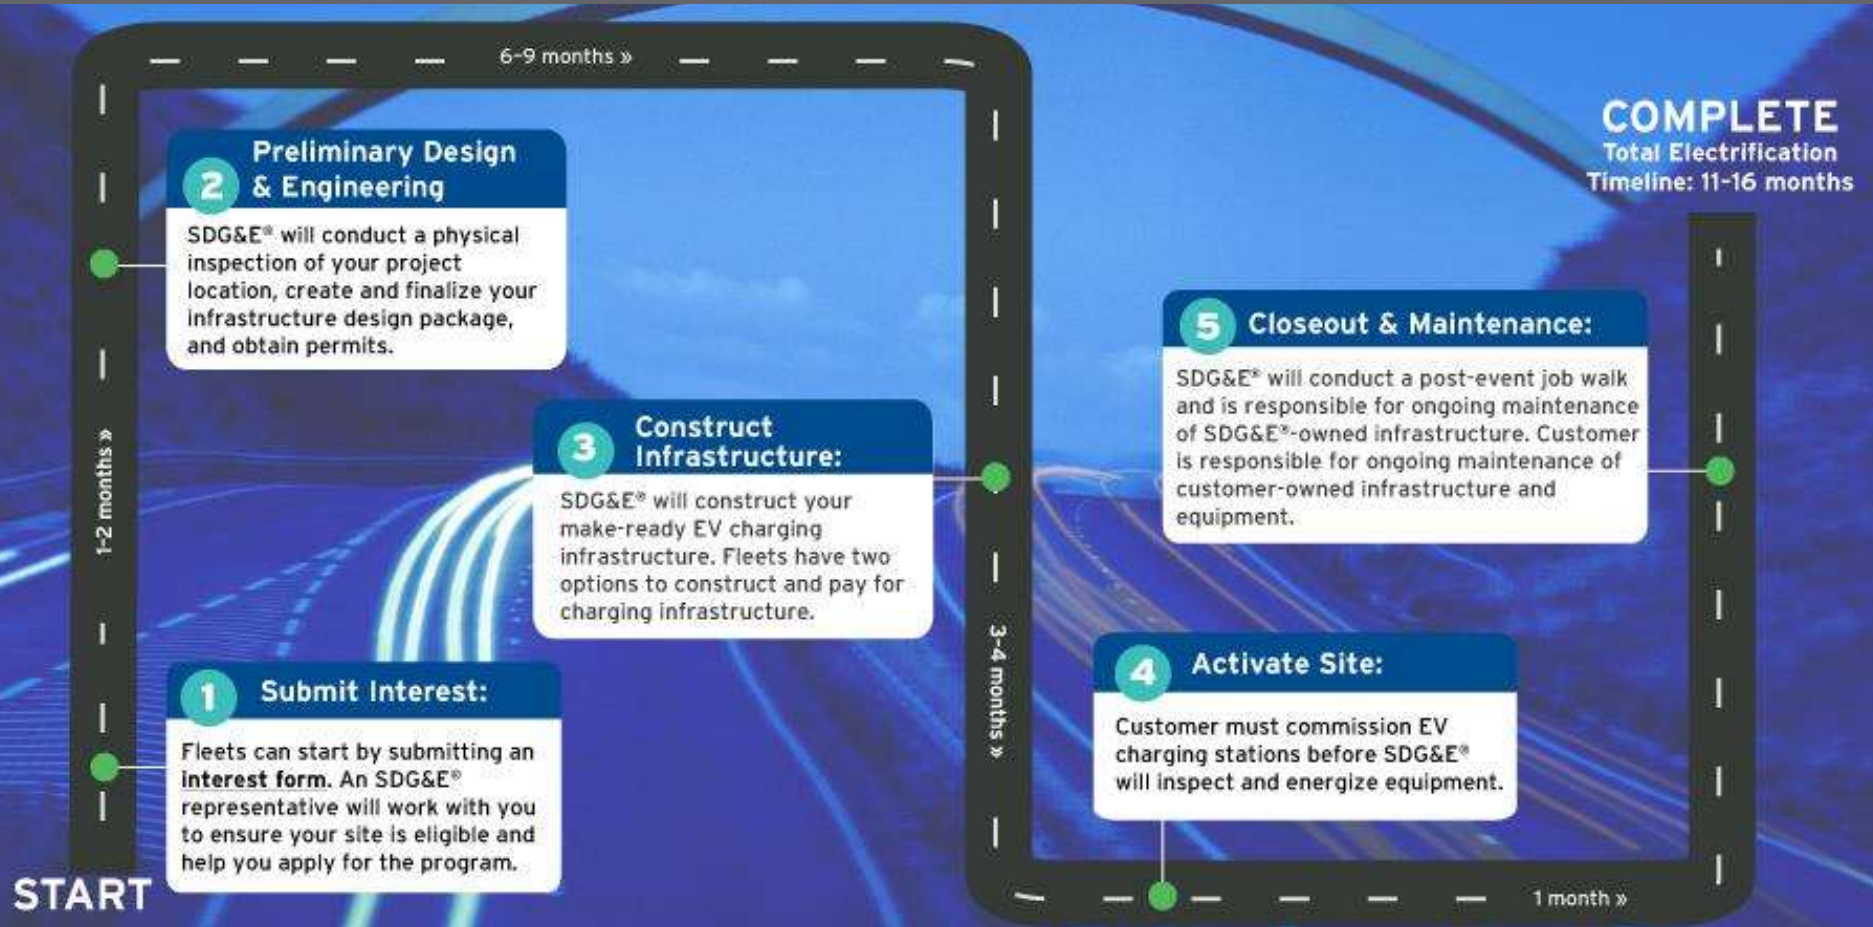 START
1
Submit Interest:
Fleets can start by submitting an
interest form. An SDG&E®
representative will work with you
to ensure your site is eligible and
help you apply for the program.
1-2 months »
2
Preliminary Design
& Engineering
SDG&E® will conduct a physical
inspection of your project
location, create and finalize your
infrastructure design package,
and obtain permits.
6-9 months »
3
Construct
Infrastructure:
SDG&E® will construct your
make-ready EV charging
infrastructure. Fleets have two
options to construct and pay for
charging infrastructure.
3-4 months »
4
Activate Site:
Customer must commission EV
charging stations before SDG&E®
will inspect and energize equipment.
1 month »
5
Closeout & Maintenance:
SDG&E® will conduct a post-event job walk
and is responsible for ongoing maintenance
of SDG&E®-owned infrastructure. Customer
is responsible for ongoing maintenance of
customer-owned infrastructure and
equipment.
COMPLETE
Total Electrification
Timeline: 11-16 months